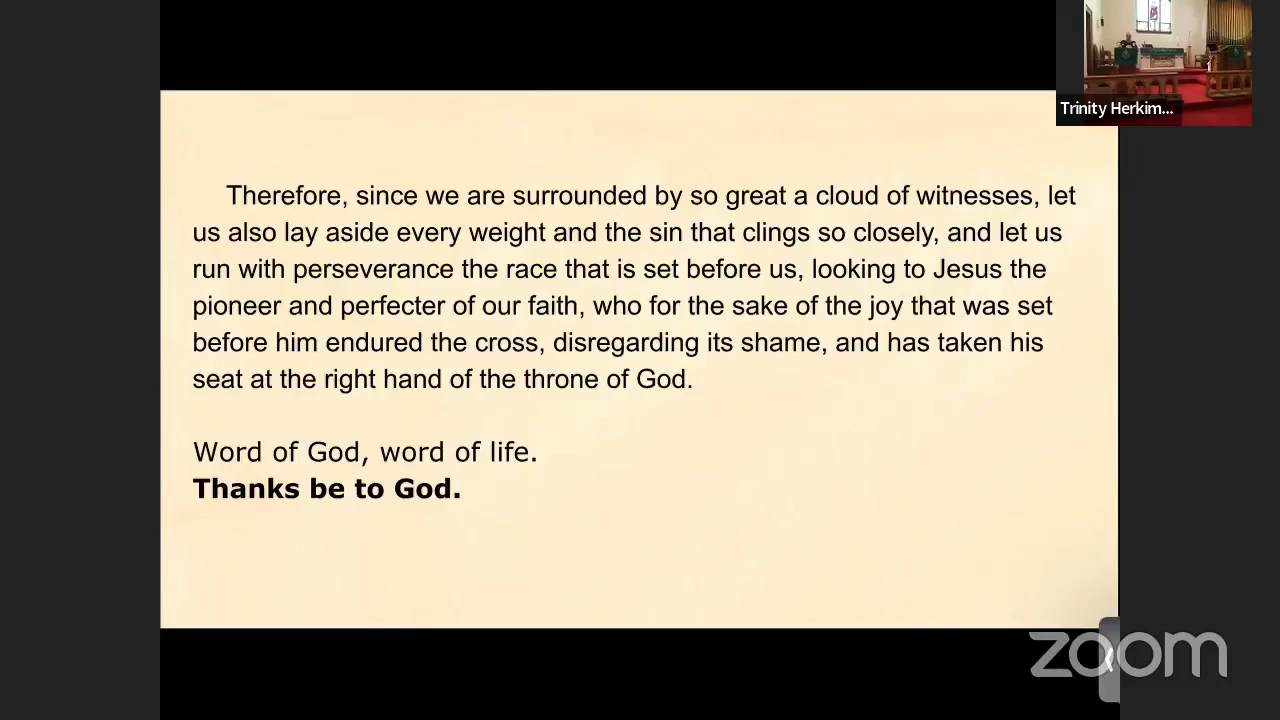 Trinity Herkim...
Therefore, since we are surrounded by so great a cloud of witnesses, let
us also lay aside every weight and the sin that clings so closely, and let us
run with perseverance the race that is set before us, looking to Jesus the
pioneer and perfecter of our faith, who for the sake of the joy that was set
before him endured the cross, disregarding its shame, and has taken his
seat at the right hand of the throne of God.
Word of God, word of life.
Thanks be to God.
zoom